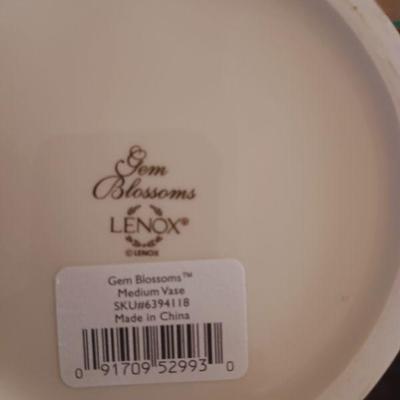 Gem
Blossoms
LENOX®
© LENOX
Gem Blossoms™
Medium Vase
SKU#6394118
Made in China
0 91709 52993 0